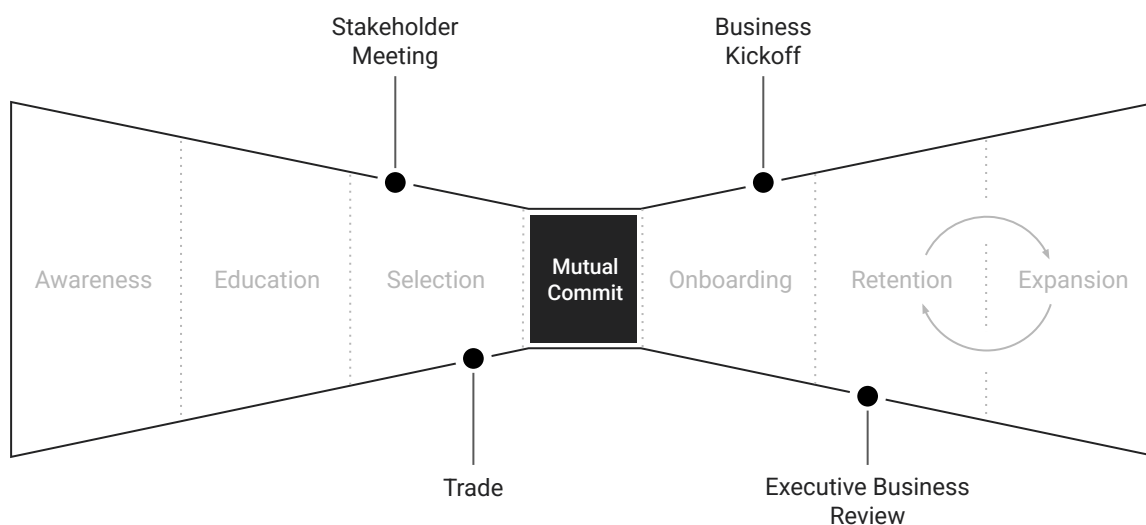 Stakeholder
Meeting
Business
Kickoff
Awareness
Education
Selection
Mutual
Commit
Onboarding
Retention
Expansion
Trade
Executive Business
Review